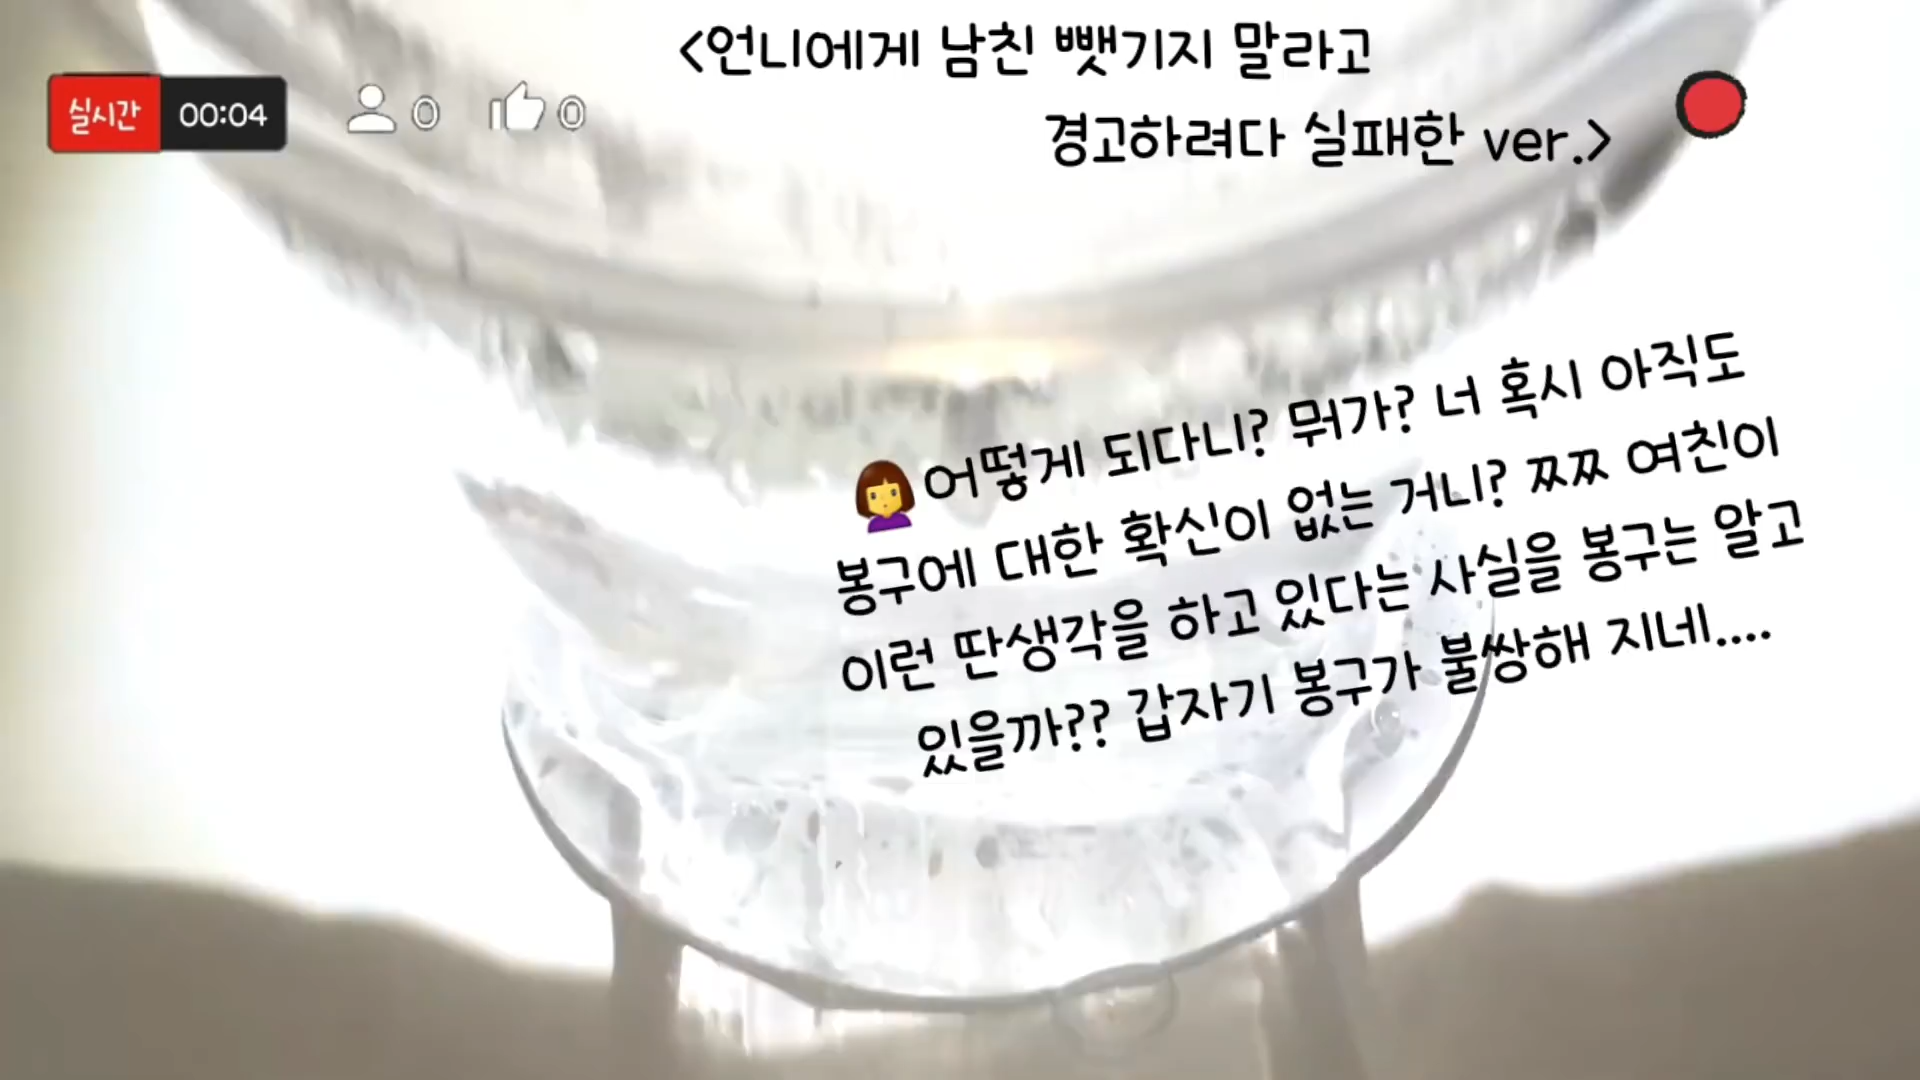 <언니에게 남친 뺏기지 말라고
경고하려다 실패한 ver.>
실시간 00:04 0 0
어떻게 되다니? 뭐가? 너 혹시 아직도
봉구에 대한 확신이 없는 거니? ㅉㅉ 여친이
이런 딴생각을 하고 있다는 사실을 봉구는 알고
있을까?? 갑자기 봉구가 불쌍해 지네....